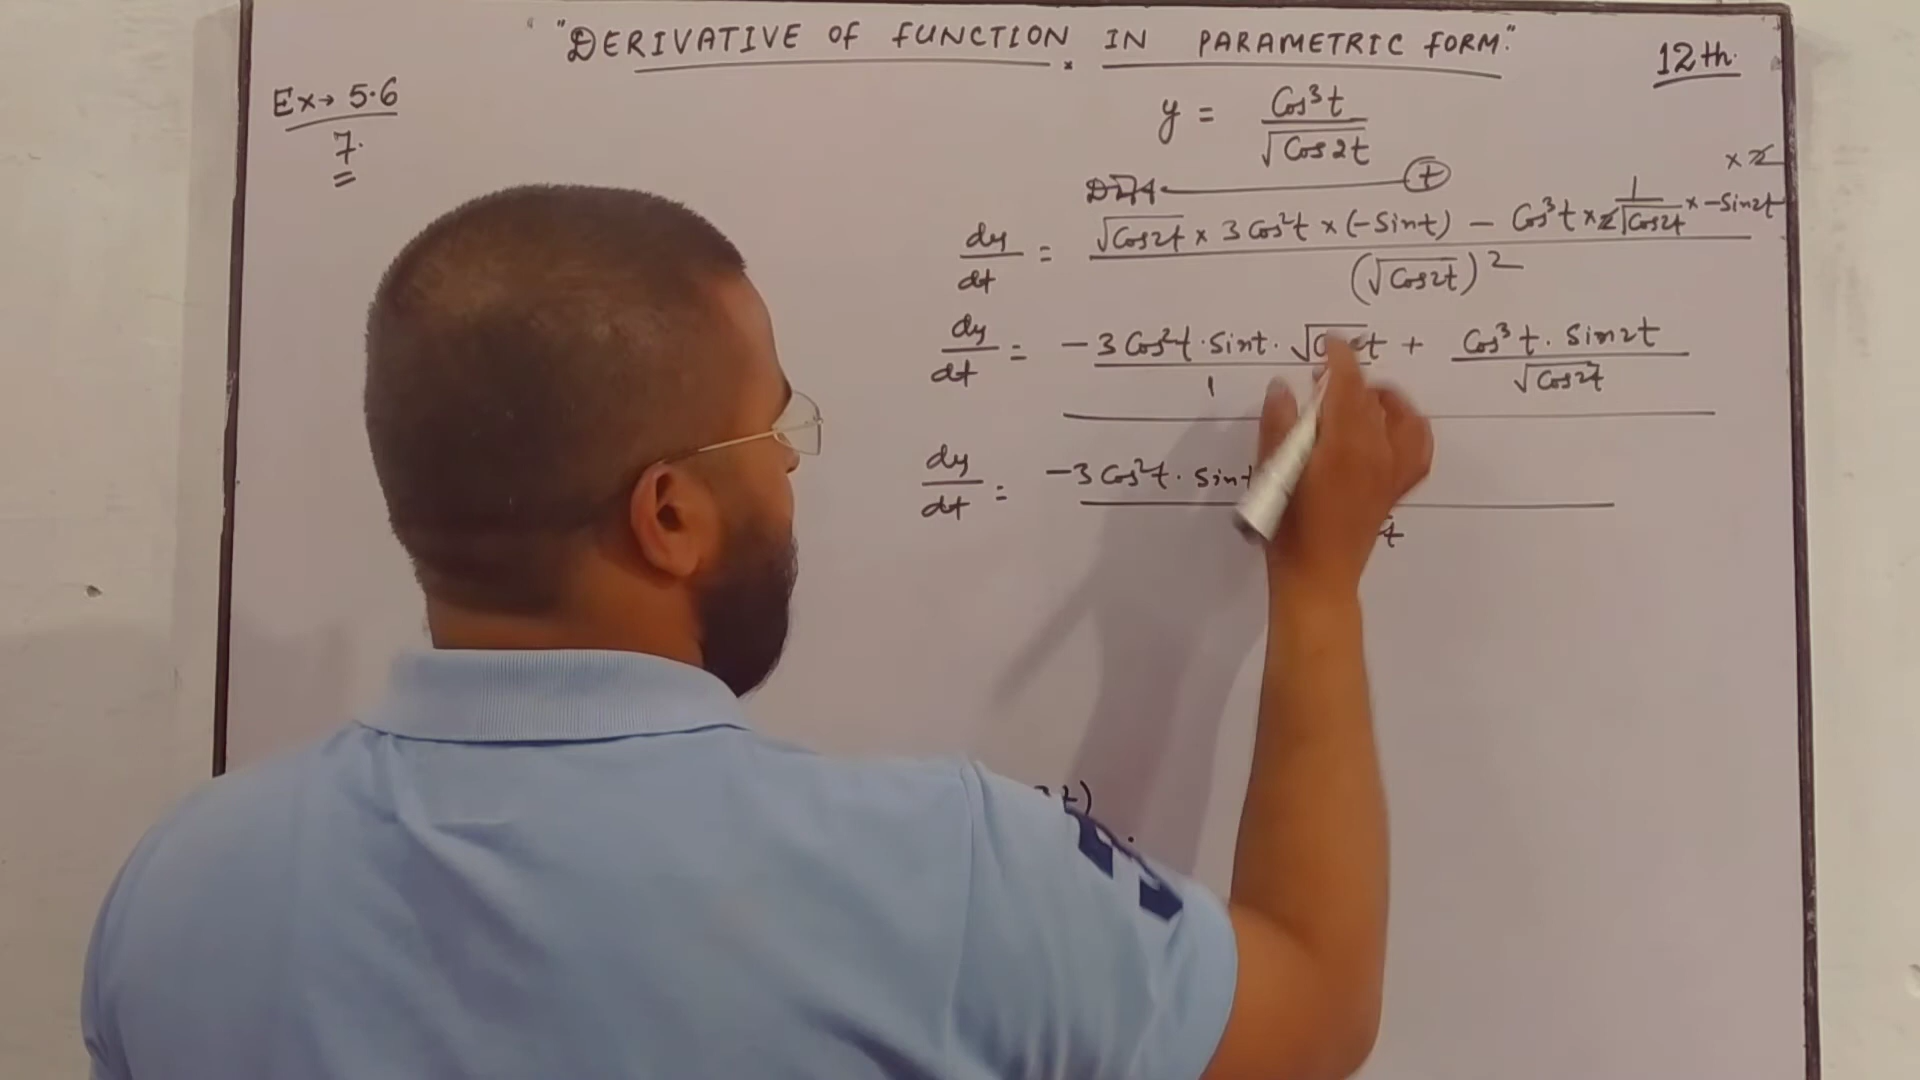 "DERIVATIVE OF FUNCTION IN PARAMETRIC FORM."
12th.
Ex→ 5.6
7.
y = Cos³t / √Cos2t
Diff t
dy/dt = √Cos2t × 3Cos²t × (-Sint) - Cos³t × 1/2√Cos2t × -Sin2t × 2 / (√Cos2t)²
dy/dt = -3Cos²t · Sint · √ t / 1 + Cos³t · Sin2t / √Cos2t
dy/dt = -3Cos²t · Sint
t
t)